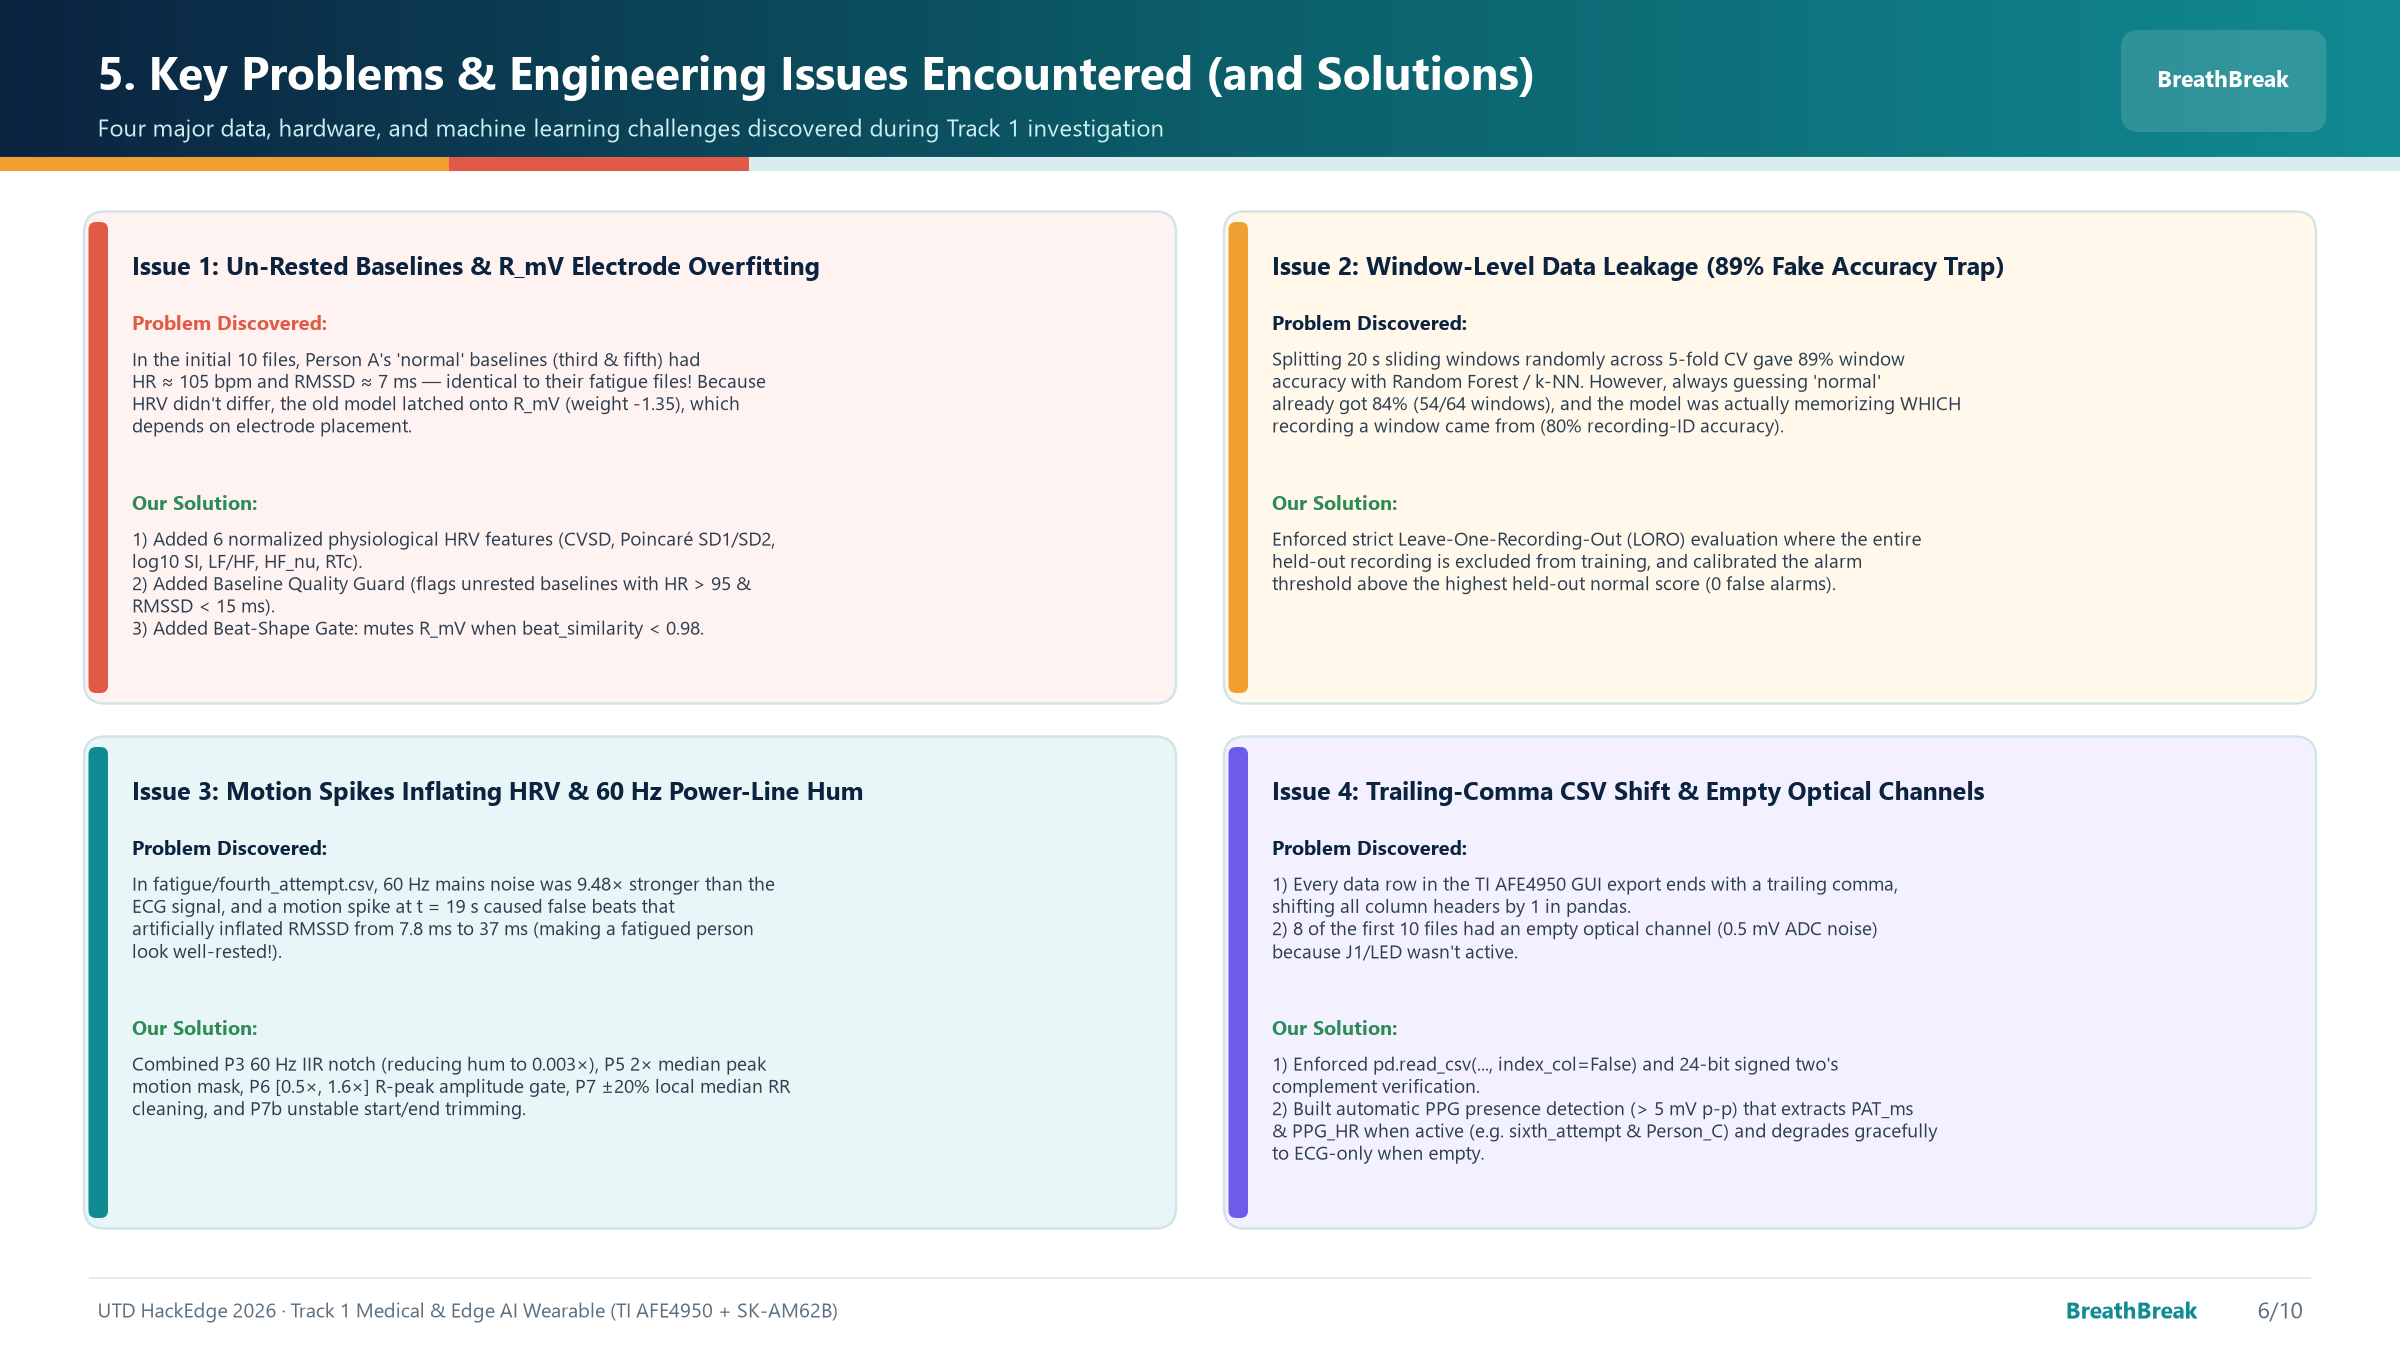 5. Key Problems & Engineering Issues Encountered (and Solutions)
Four major data, hardware, and machine learning challenges discovered during Track 1 investigation
BreathBreak
Issue 1: Un-Rested Baselines & R_mV Electrode Overfitting
Problem Discovered:
In the initial 10 files, Person A's 'normal' baselines (third & fifth) had
HR ≈ 105 bpm and RMSSD ≈ 7 ms — identical to their fatigue files! Because
HRV didn't differ, the old model latched onto R_mV (weight -1.35), which
depends on electrode placement.
Our Solution:
1) Added 6 normalized physiological HRV features (CVSD, Poincaré SD1/SD2,
log10 SI, LF/HF, HF_nu, RTc).
2) Added Baseline Quality Guard (flags unrested baselines with HR > 95 &
RMSSD < 15 ms).
3) Added Beat-Shape Gate: mutes R_mV when beat_similarity < 0.98.
Issue 2: Window-Level Data Leakage (89% Fake Accuracy Trap)
Problem Discovered:
Splitting 20 s sliding windows randomly across 5-fold CV gave 89% window
accuracy with Random Forest / k-NN. However, always guessing 'normal'
already got 84% (54/64 windows), and the model was actually memorizing WHICH
recording a window came from (80% recording-ID accuracy).
Our Solution:
Enforced strict Leave-One-Recording-Out (LORO) evaluation where the entire
held-out recording is excluded from training, and calibrated the alarm
threshold above the highest held-out normal score (0 false alarms).
Issue 3: Motion Spikes Inflating HRV & 60 Hz Power-Line Hum
Problem Discovered:
In fatigue/fourth_attempt.csv, 60 Hz mains noise was 9.48× stronger than the
ECG signal, and a motion spike at t = 19 s caused false beats that
artificially inflated RMSSD from 7.8 ms to 37 ms (making a fatigued person
look well-rested!).
Our Solution:
Combined P3 60 Hz IIR notch (reducing hum to 0.003×), P5 2× median peak
motion mask, P6 [0.5×, 1.6×] R-peak amplitude gate, P7 ±20% local median RR
cleaning, and P7b unstable start/end trimming.
Issue 4: Trailing-Comma CSV Shift & Empty Optical Channels
Problem Discovered:
1) Every data row in the TI AFE4950 GUI export ends with a trailing comma,
shifting all column headers by 1 in pandas.
2) 8 of the first 10 files had an empty optical channel (0.5 mV ADC noise)
because J1/LED wasn't active.
Our Solution:
1) Enforced pd.read_csv(..., index_col=False) and 24-bit signed two's
complement verification.
2) Built automatic PPG presence detection (> 5 mV p-p) that extracts PAT_ms
& PPG_HR when active (e.g. sixth_attempt & Person_C) and degrades gracefully
to ECG-only when empty.
UTD HackEdge 2026 · Track 1 Medical & Edge AI Wearable (TI AFE4950 + SK-AM62B)
BreathBreak
6/10